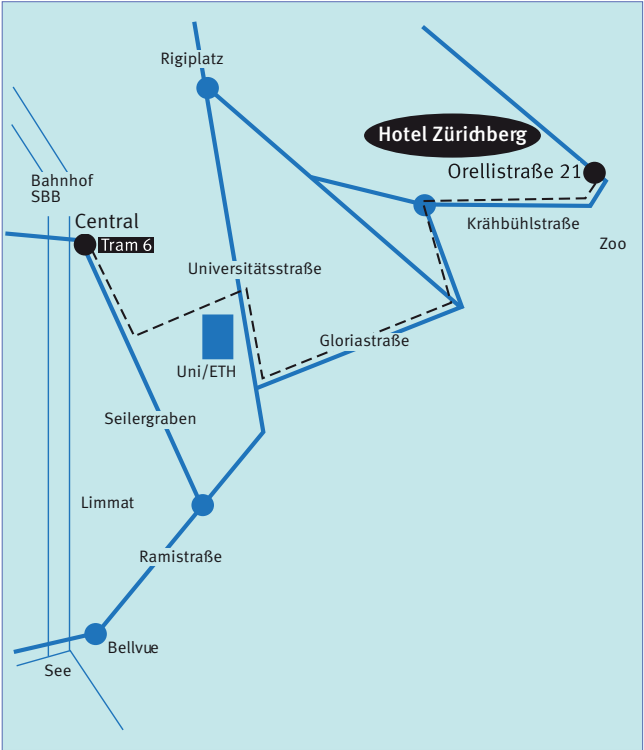 Rigiplatz
Hotel Zürichberg
Orellistraße 21
Bahnhof
SBB
Central
Tram 6
Krähbühlstraße
Zoo
Universitätsstraße
Gloriastraße
Uni/ETH
Seilergraben
Limmat
Ramistraße
Bellvue
See